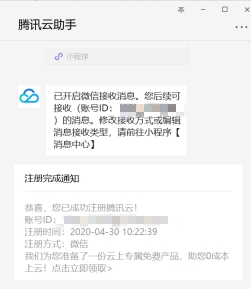 腾讯云助手
小程序
已开启微信接收消息。您后续可
接收（账号ID：
）的消息。修改接收方式或编辑
消息接收类型，请前往小程序【
消息中心】
注册完成通知
恭喜，您已成功注册腾讯云！
账号ID：
注册时间：2020-04-30 10:22:39
注册方式：微信
我们为您准备了一份云上专属免费产品，助您0成本
上云！点击立即领取>